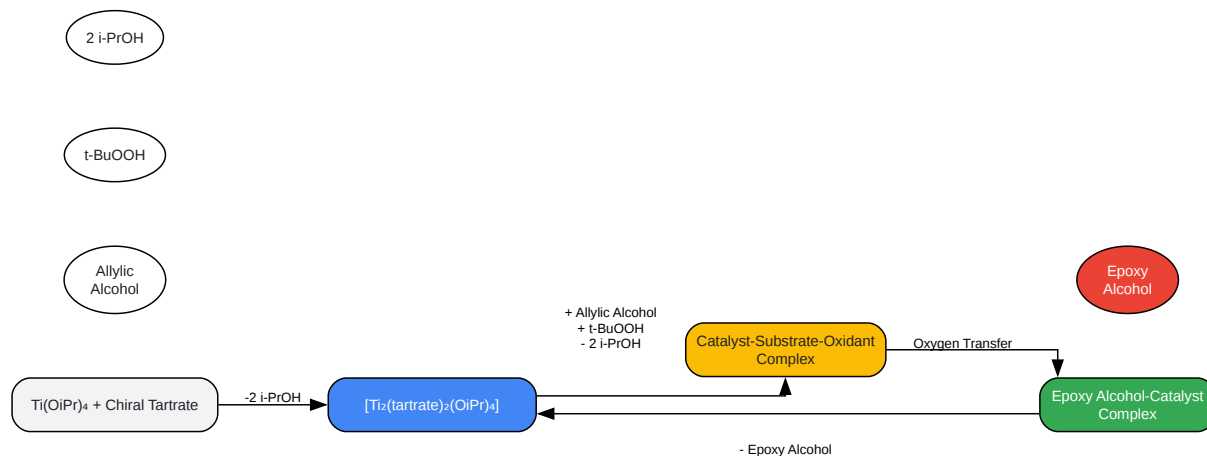 2 i-PrOH
t-BuOOH
Allylic
Alcohol
Epoxy
Alcohol
+ Allylic Alcohol
+ t-BuOOH
- 2 i-PrOH
Catalyst-Substrate-Oxidant
Complex
Oxygen Transfer
Ti(OiPr)₄ + Chiral Tartrate
-2 i-PrOH
[Ti₂(tartrate)₂(OiPr)₄]
Epoxy Alcohol-Catalyst
Complex
- Epoxy Alcohol